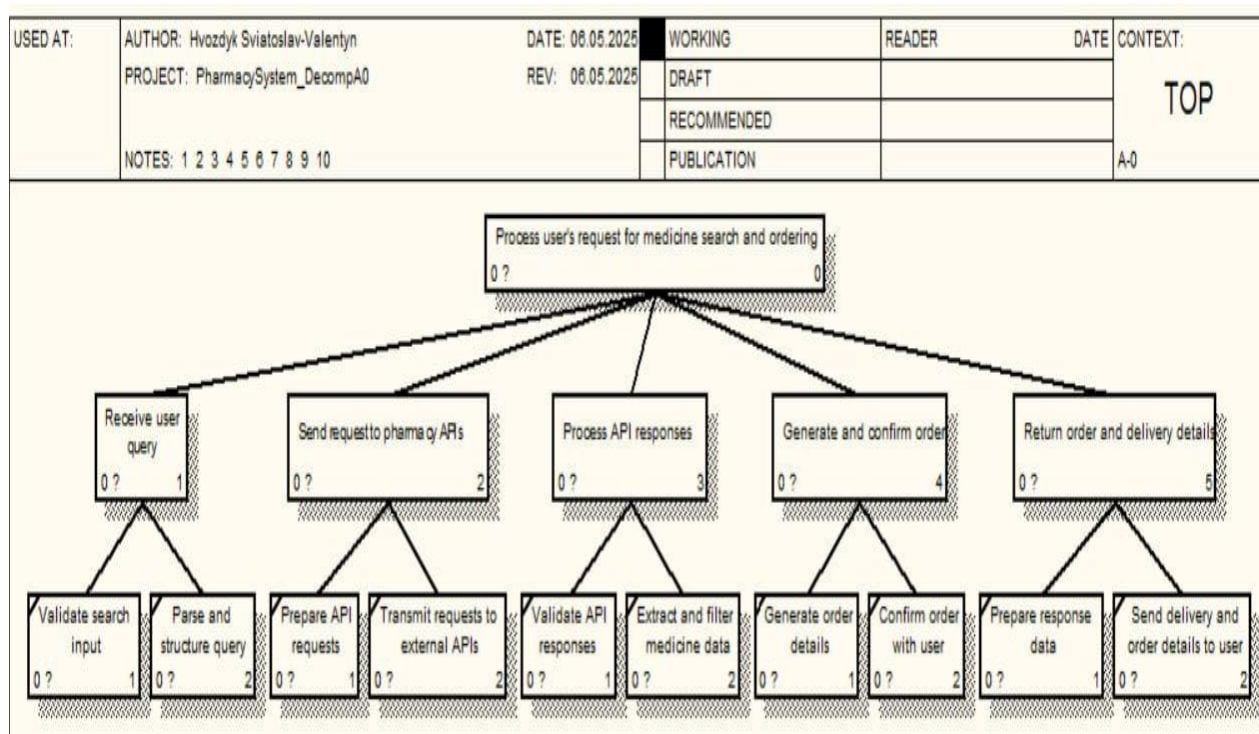 USED AT:
AUTHOR: Hvozdyk Sviatoslav-Valentyn
DATE: 06.05.2025
WORKING
READER
DATE
CONTEXT:
PROJECT: PharmacySystem_DecompA0
REV: 06.05.2025
DRAFT
TOP
RECOMMENDED
NOTES: 1 2 3 4 5 6 7 8 9 10
PUBLICATION
A-0
Process user's request for medicine search and ordering
0 ?
0
Receive user
query
0 ?
1
Send request to pharmacy APIs
0 ?
2
Process API responses
0 ?
3
Generate and confirm order
0 ?
4
Return order and delivery details
0 ?
5
Validate search
input
0 ?
1
Parse and
structure query
0 ?
2
Prepare API
requests
0 ?
1
Transmit requests to
external APIs
0 ?
2
Validate API
responses
0 ?
1
Extract and filter
medicine data
0 ?
2
Generate order
details
0 ?
1
Confirm order
with user
0 ?
2
Prepare response
data
0 ?
1
Send delivery and
order details to user
0 ?
2